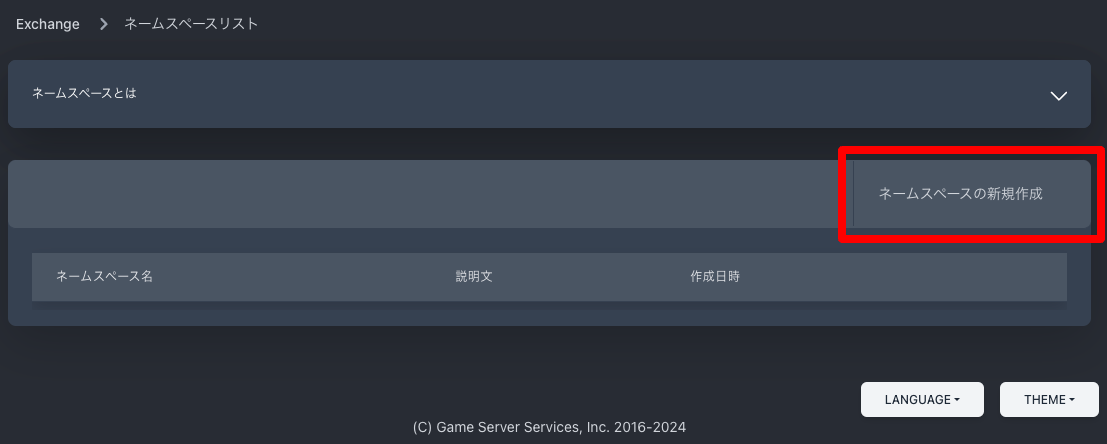 Exchange ネームスペースリスト
ネームスペースとは
ネームスペースの新規作成
ネームスペース名 説明文 作成日時
LANGUAGE THEME
(C) Game Server Services, Inc. 2016-2024